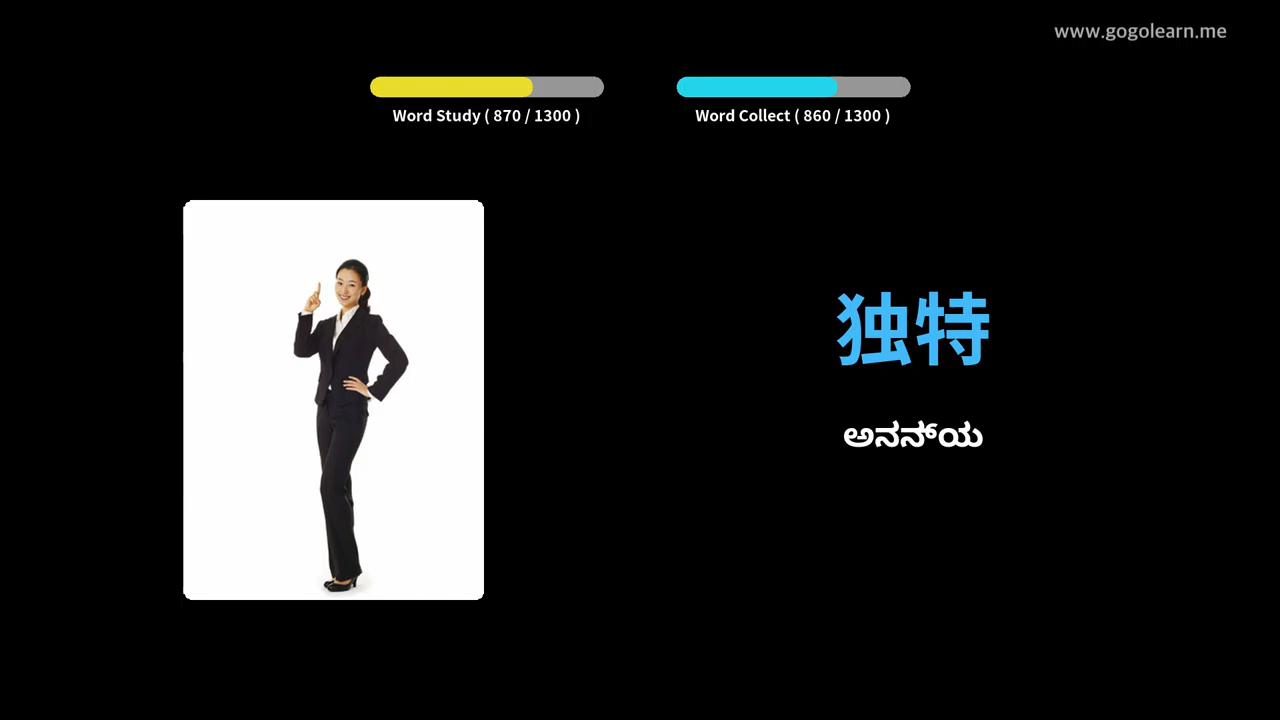 www.gogolearn.me
Word Study ( 870 / 1300 )
Word Collect ( 860 / 1300 )
独特
ಅನನ್‌ಯ